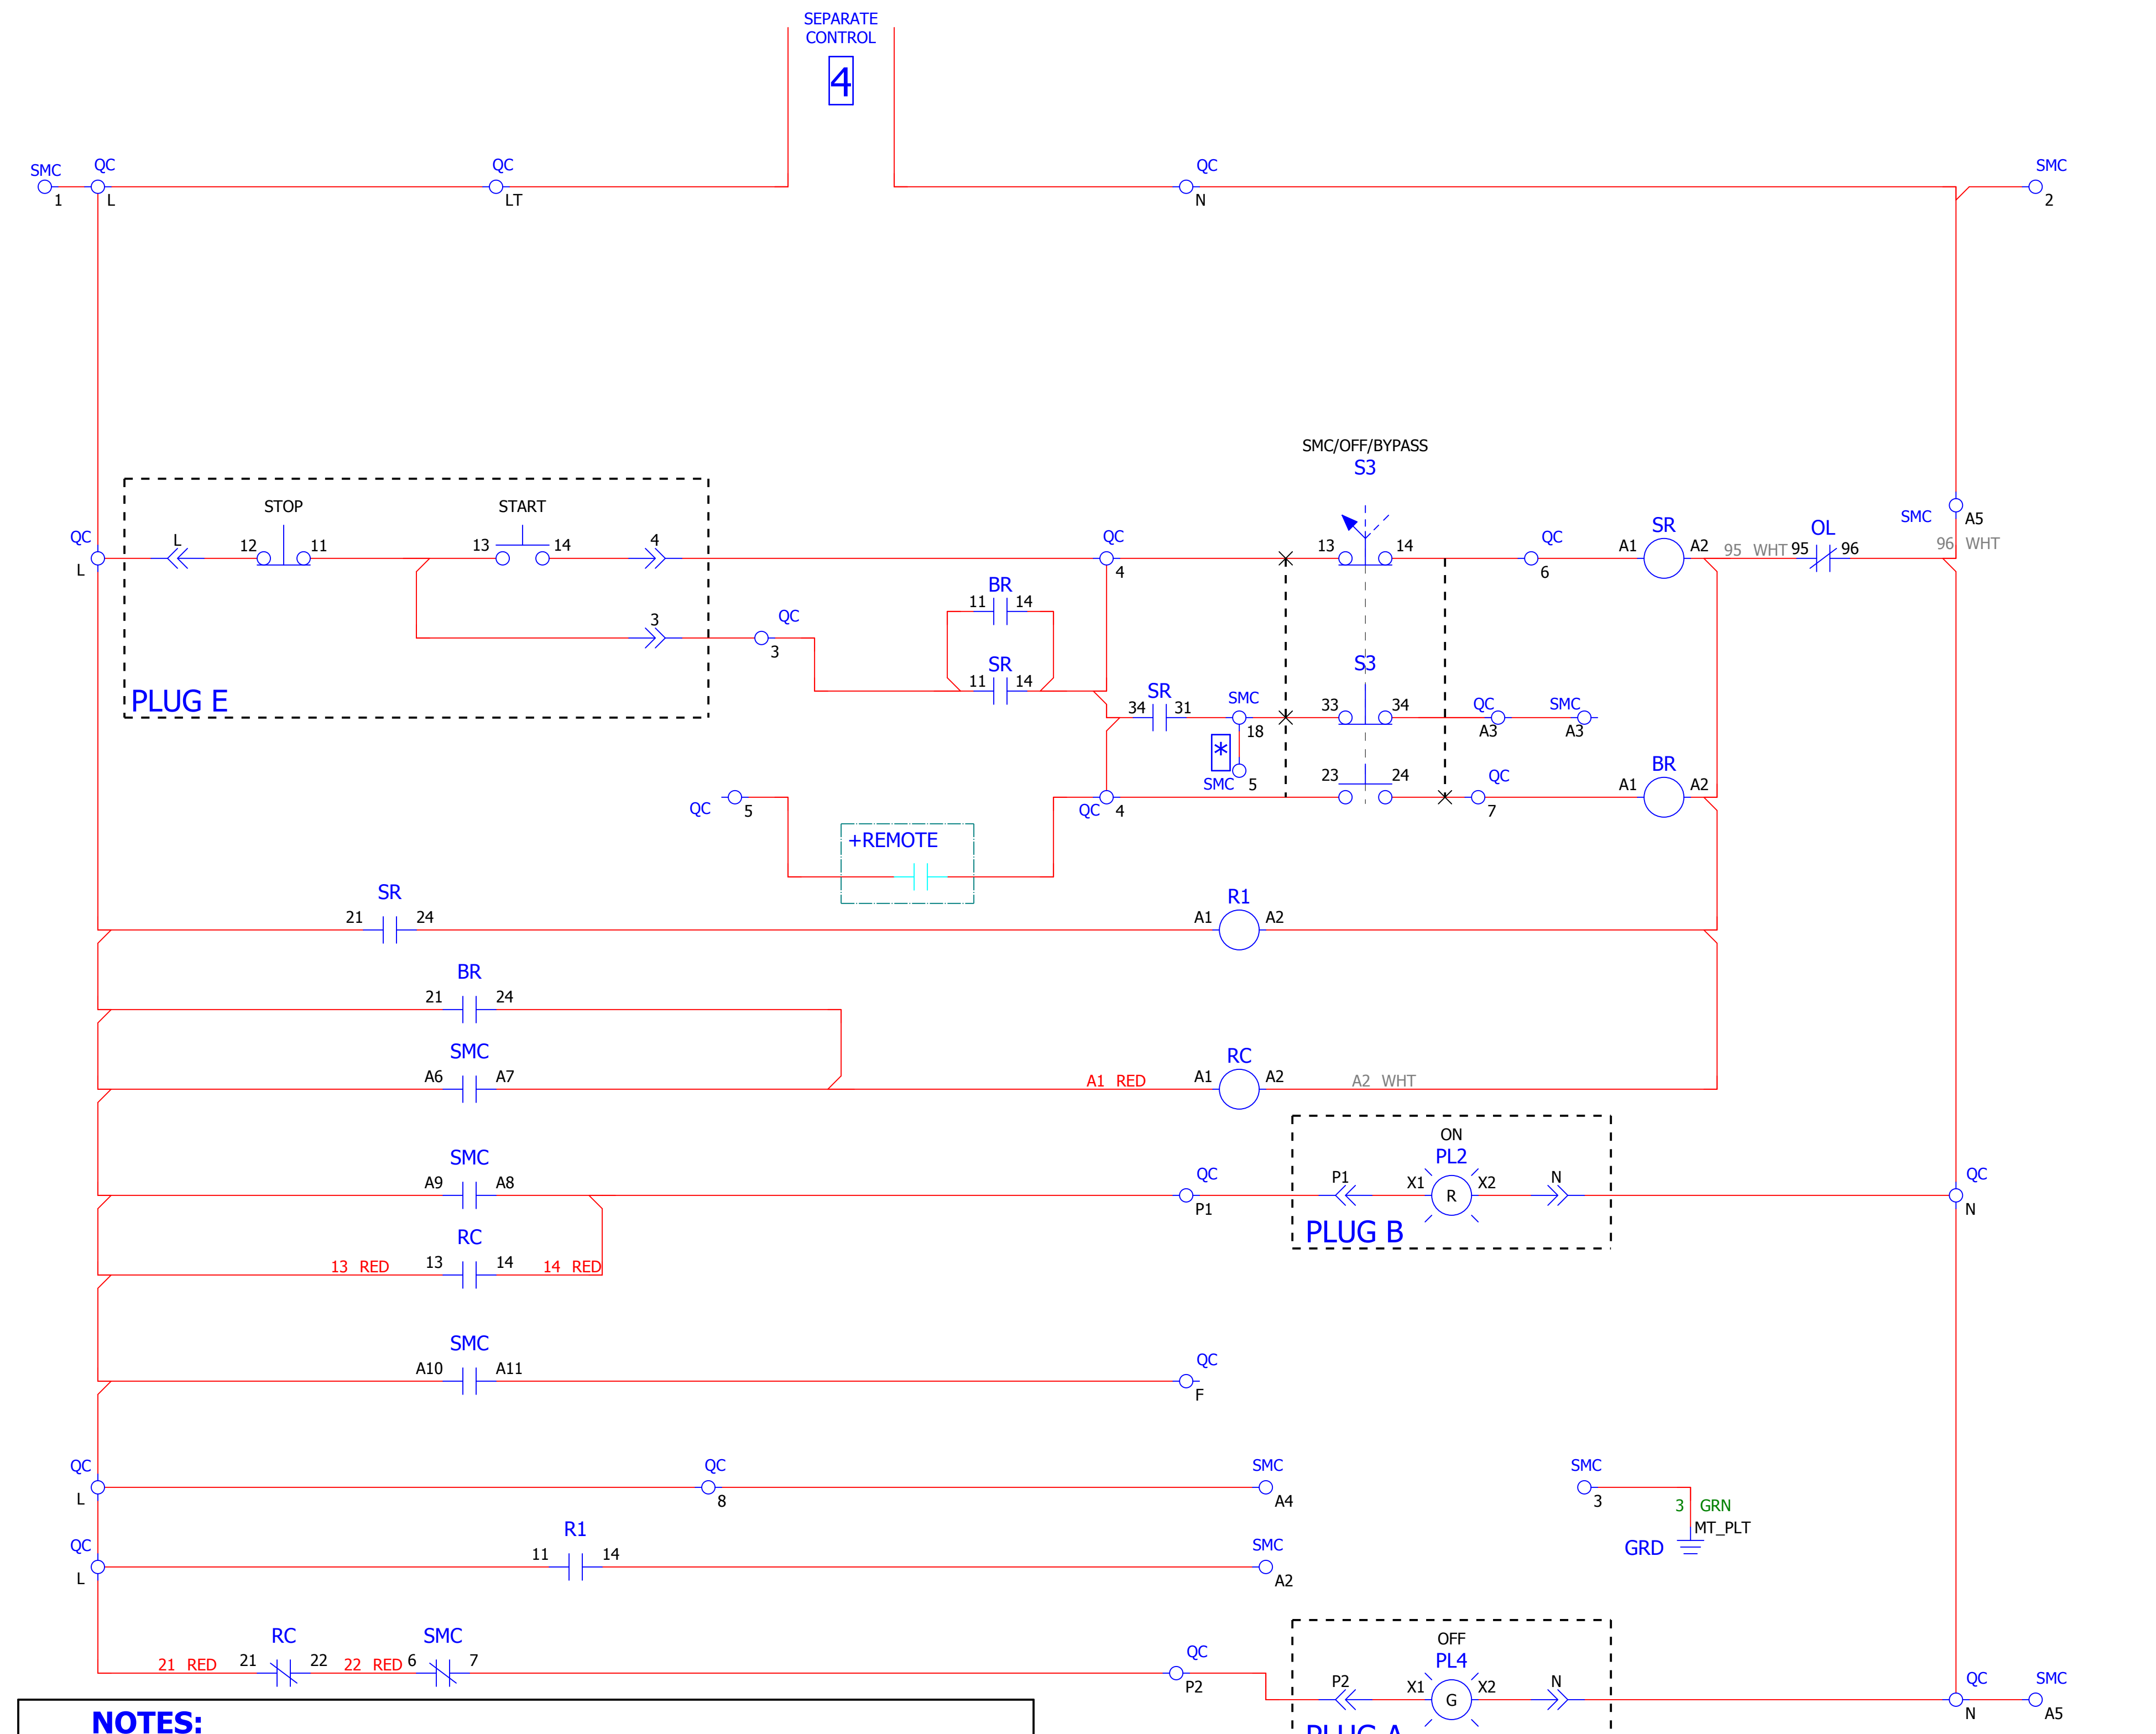 SEPARATE
CONTROL
4
SMC QC QC QC SMC
1 L LT N 2
SMC/OFF/BYPASS
S3
STOP START
SMC A5
QC L 12 11 13 14 4 QC 13 14 QC SR OL
L 4 6 A1 A2 95 WHT 95 96 96 WHT
BR
11 14
3 QC
3
SR
11 14
S3
PLUG E
SR SMC
34 31 18 33 34 QC SMC
A3 A3
*
SMC 5
23 24 QC BR
QC 5 QC 4 7 A1 A2
+REMOTE
SR R1
21 24 A1 A2
BR
21 24
SMC RC
A6 A7 A1 RED A1 A2 A2 WHT
ON
SMC QC PL2 QC
A9 A8 P1 X1 R X2 N
P1 N
PLUG B
RC
13 RED 13 14 14 RED
SMC QC
A10 A11 F
QC QC SMC SMC
L 8 A4 3
3 GRN
MT_PLT
GRD
QC R1 SMC
L 11 14 A2
OFF
RC SMC QC PL4 QC SMC
21 RED 21 22 22 RED 6 7 P2 P2 X1 G X2 N
N A5
NOTES:
PLUG A